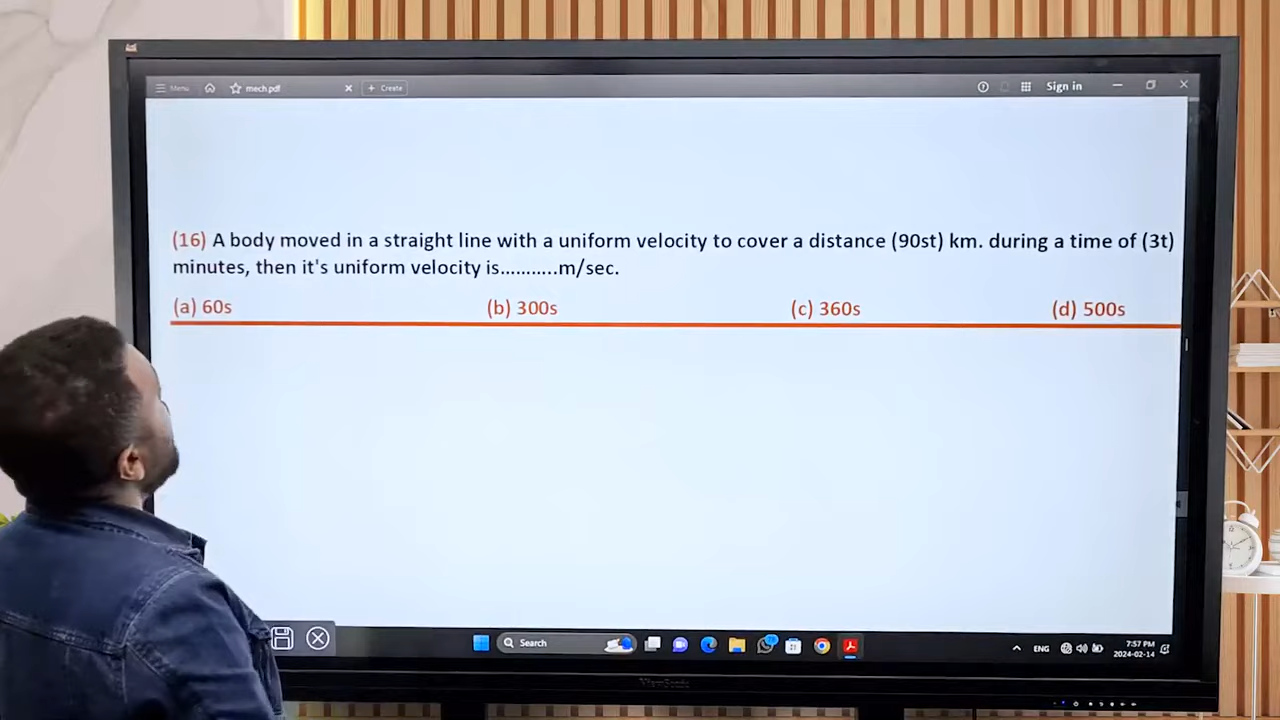 Menu
mech.pdf
+ Create
Sign in
(16) A body moved in a straight line with a uniform velocity to cover a distance (90st) km. during a time of (3t)
minutes, then it's uniform velocity is...........m/sec.
(a) 60s (b) 300s (c) 360s (d) 500s
Search
ENG
7:57 PM
2024-02-14
ViewSonic